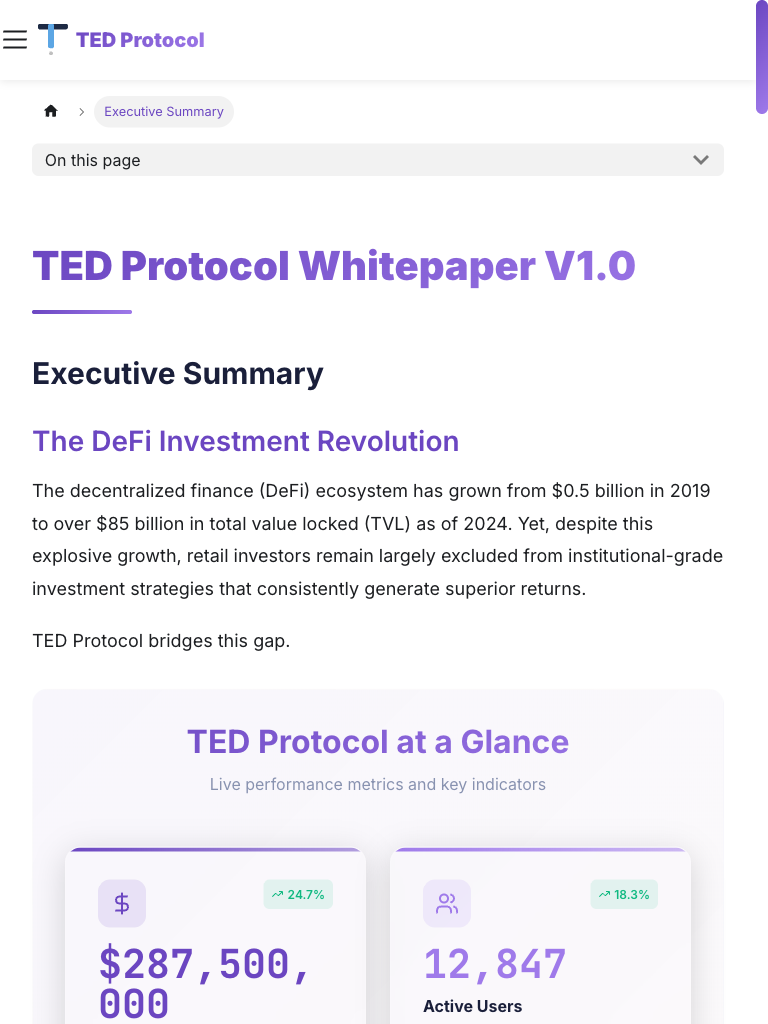 TED Protocol
Executive Summary
On this page
TED Protocol Whitepaper V1.0
Executive Summary
The DeFi Investment Revolution
The decentralized finance (DeFi) ecosystem has grown from $0.5 billion in 2019
to over $85 billion in total value locked (TVL) as of 2024. Yet, despite this
explosive growth, retail investors remain largely excluded from institutional-grade
investment strategies that consistently generate superior returns.
TED Protocol bridges this gap.
TED Protocol at a Glance
Live performance metrics and key indicators
24.7%
$287,500,
000
18.3%
12,847
Active Users